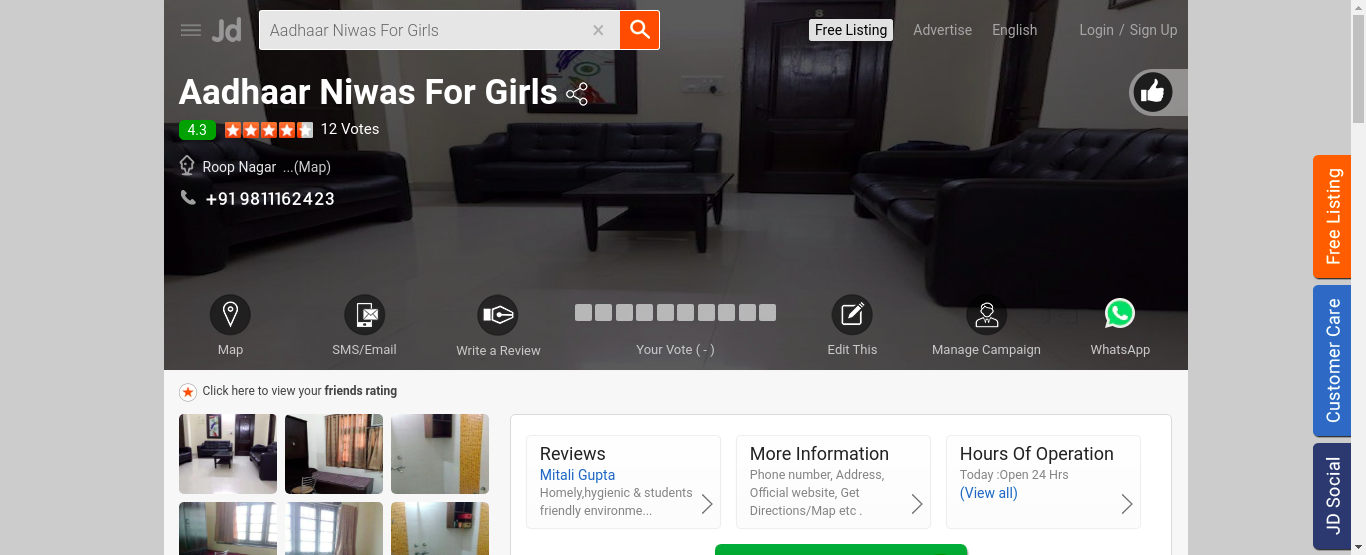 Jd
Aadhaar Niwas For Girls
Free Listing
Advertise
English
Login / Sign Up
Aadhaar Niwas For Girls
4.3
12 Votes
Roop Nagar ...(Map)
+91 9811162423
Map
SMS/Email
Write a Review
Your Vote ( - )
Edit This
Manage Campaign
WhatsApp
Free Listing
Customer Care
JD Social
Click here to view your friends rating
Reviews
Mitali Gupta
Homely,hygienic & students
friendly environme...
More Information
Phone number, Address,
Official website, Get
Directions/Map etc .
Hours Of Operation
Today :Open 24 Hrs
(View all)